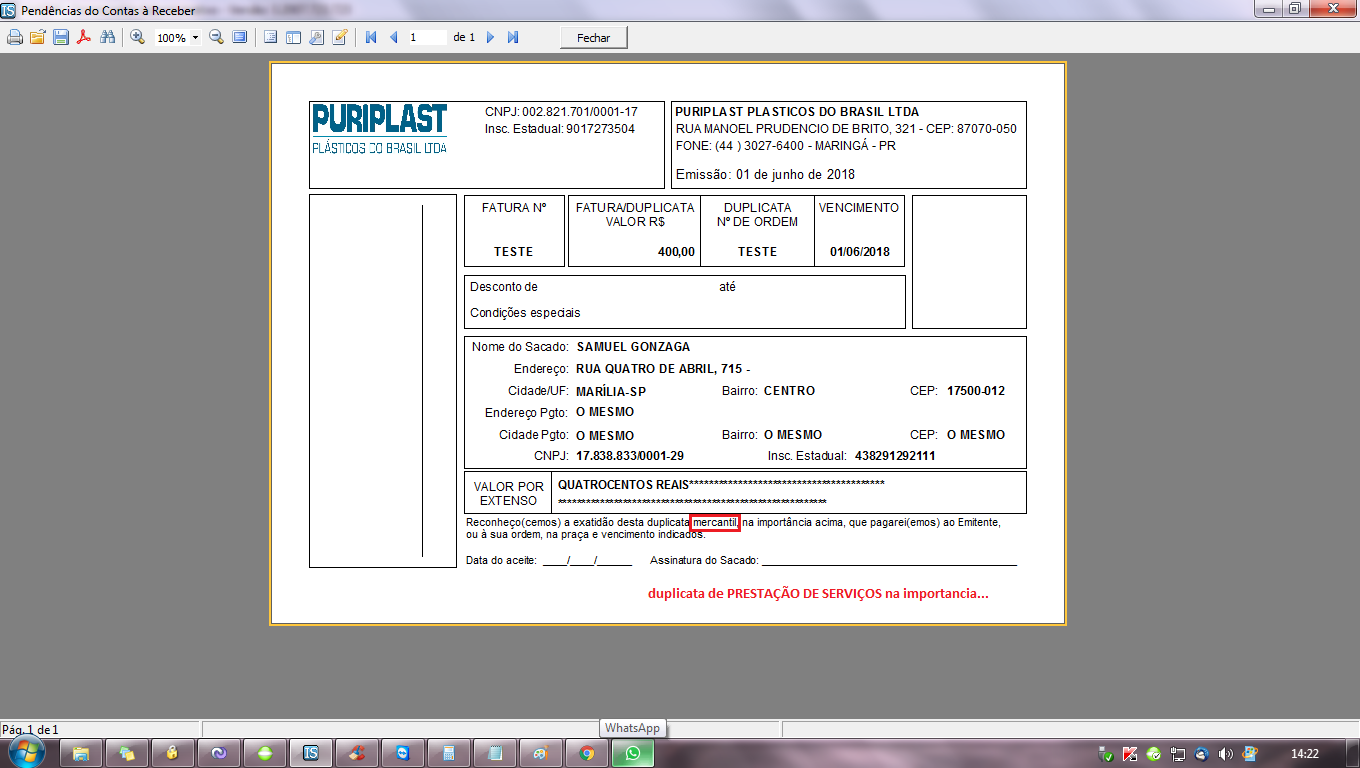 Pendências do Contas à Receber
100%
1
de 1
Fechar
PURIPLAST
PLÁSTICOS DO BRASIL LTDA
CNPJ: 002.821.701/0001-17
Insc. Estadual: 9017273504
PURIPLAST PLASTICOS DO BRASIL LTDA
RUA MANOEL PRUDENCIO DE BRITO, 321 - CEP: 87070-050
FONE: (44 ) 3027-6400 - MARINGÁ - PR
Emissão: 01 de junho de 2018
FATURA Nº
TESTE
FATURA/DUPLICATA
VALOR R$
400,00
DUPLICATA
Nº DE ORDEM
TESTE
VENCIMENTO
01/06/2018
Desconto de até
Condições especiais
Nome do Sacado: SAMUEL GONZAGA
Endereço: RUA QUATRO DE ABRIL, 715 -
Cidade/UF: MARÍLIA-SP Bairro: CENTRO CEP: 17500-012
Endereço Pgto: O MESMO
Cidade Pgto: O MESMO Bairro: O MESMO CEP: O MESMO
CNPJ: 17.838.833/0001-29 Insc. Estadual: 438291292111
VALOR POR
EXTENSO
QUATROCENTOS REAIS***************************************
*********************************************************
Reconheço(cemos) a exatidão desta duplicata mercantil, na importância acima, que pagarei(emos) ao Emitente,
ou à sua ordem, na praça e vencimento indicados.
Data do aceite: ____/____/______ Assinatura do Sacado: ___________________________________________
duplicata de PRESTAÇÃO DE SERVIÇOS na importancia...
Pág. 1 de 1
WhatsApp
14:22